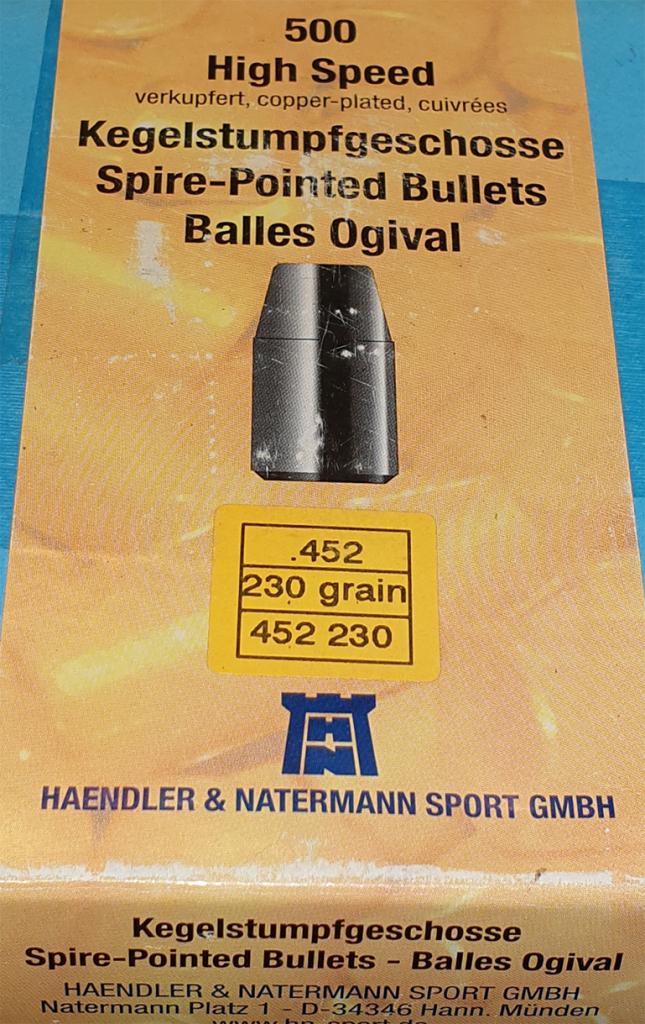 500
High Speed
verkupfert, copper-plated, cuivrées
Kegelstumpfgeschosse
Spire-Pointed Bullets
Balles Ogival
.452
230 grain
452 230
HN
HAENDLER & NATERMANN SPORT GMBH
Kegelstumpfgeschosse
Spire-Pointed Bullets - Balles Ogival
HAENDLER & NATERMANN SPORT GMBH
Natermann Platz 1 - D-34346 Hann. Münden